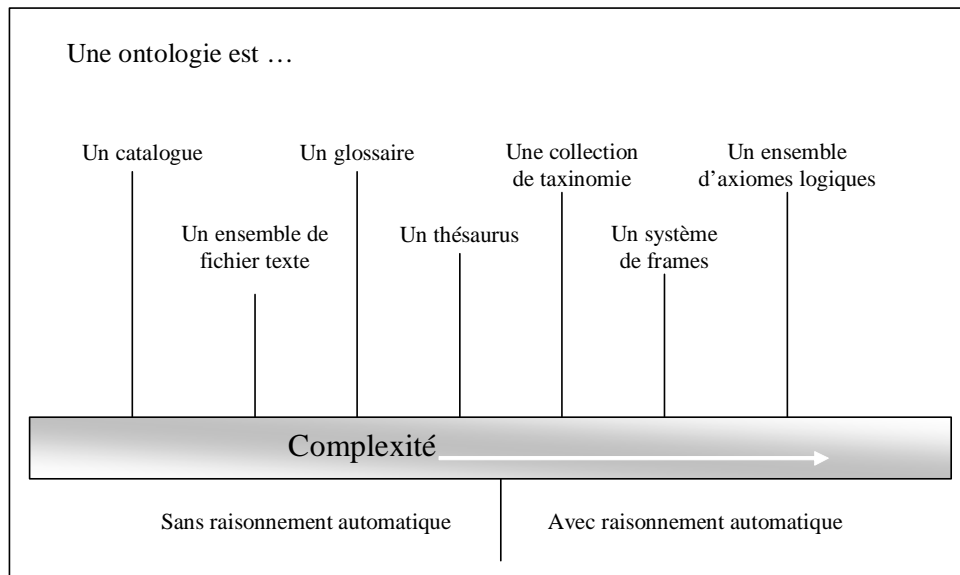 Une ontologie est …
Un catalogue
Un glossaire
Une collection
de taxinomie
Un ensemble
d’axiomes logiques
Un ensemble de
fichier texte
Un thésaurus
Un système
de frames
Complexité
Sans raisonnement automatique
Avec raisonnement automatique